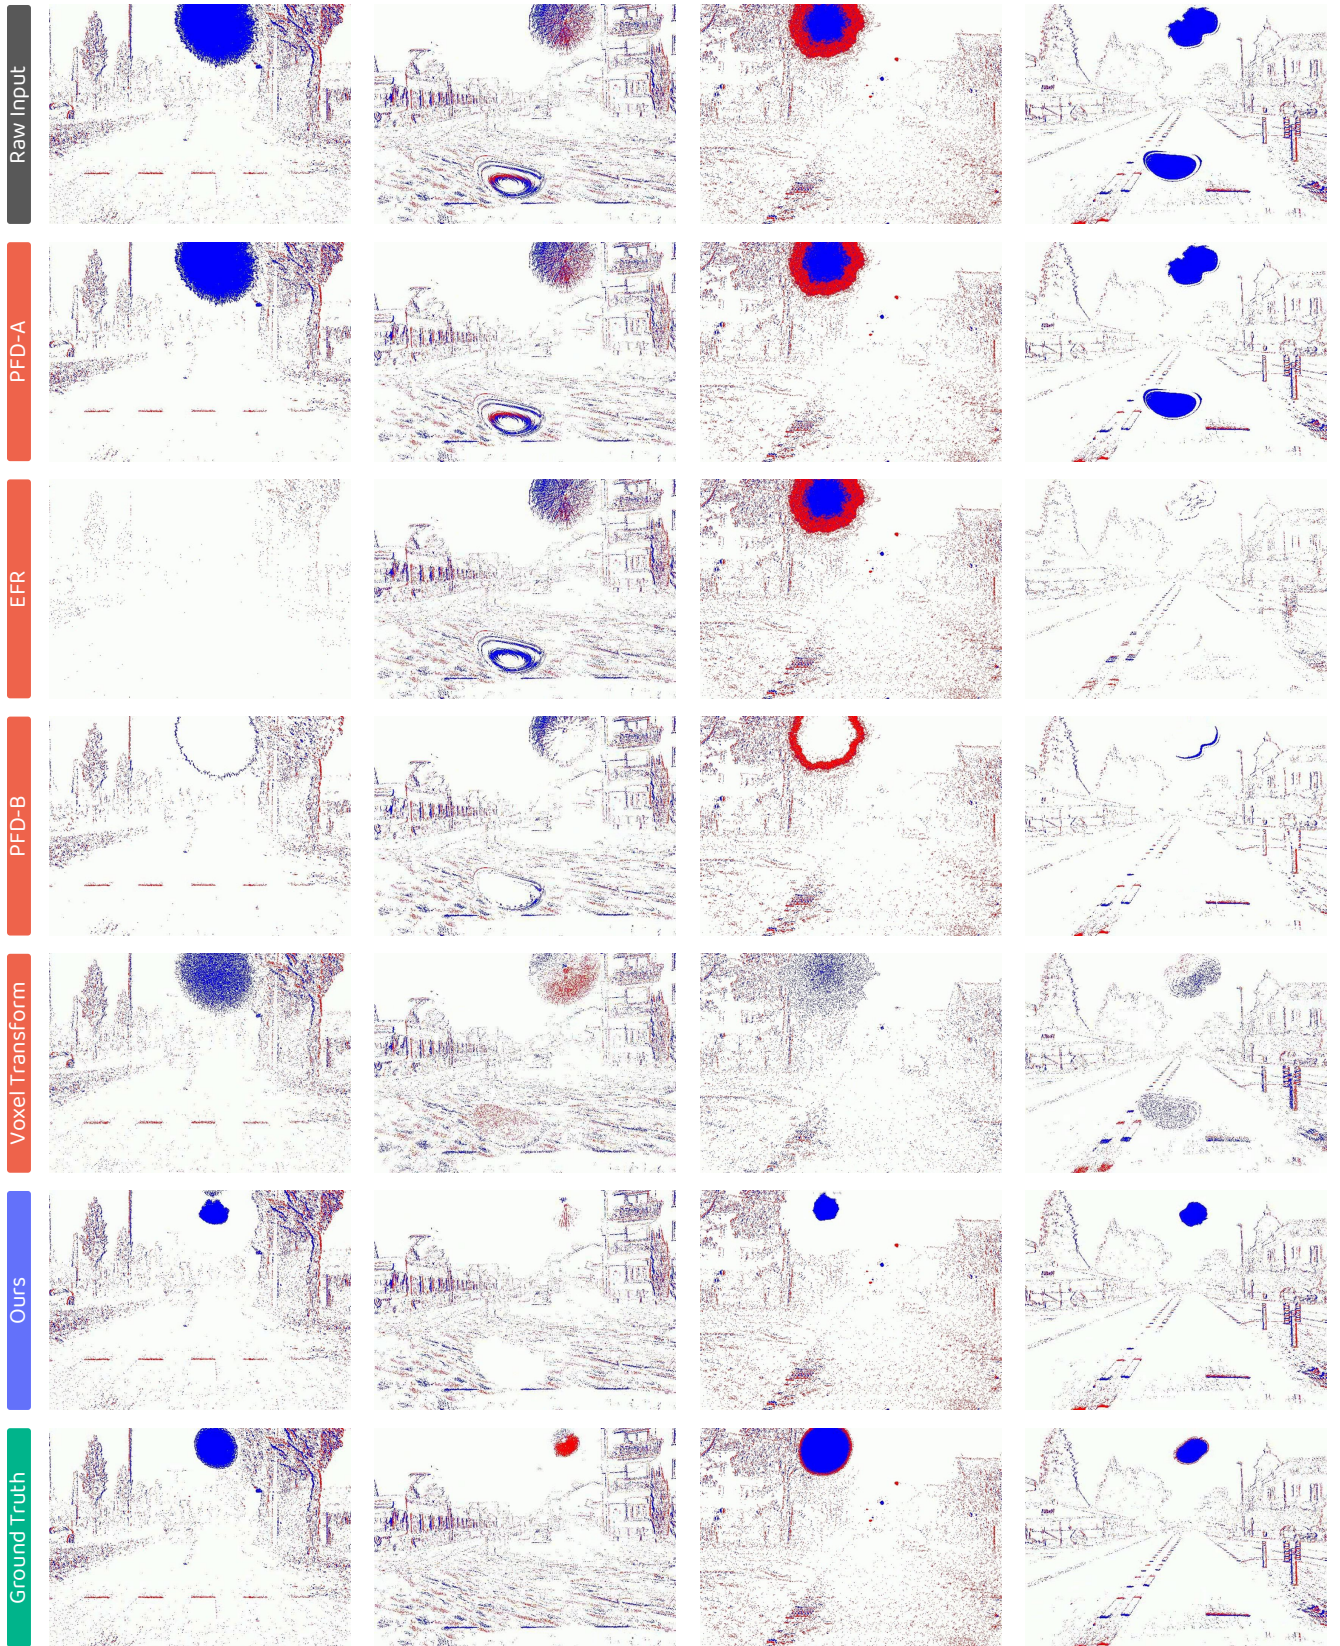 Raw Input
PFD-A
EFR
PFD-B
Voxel Transform
Ours
Ground Truth